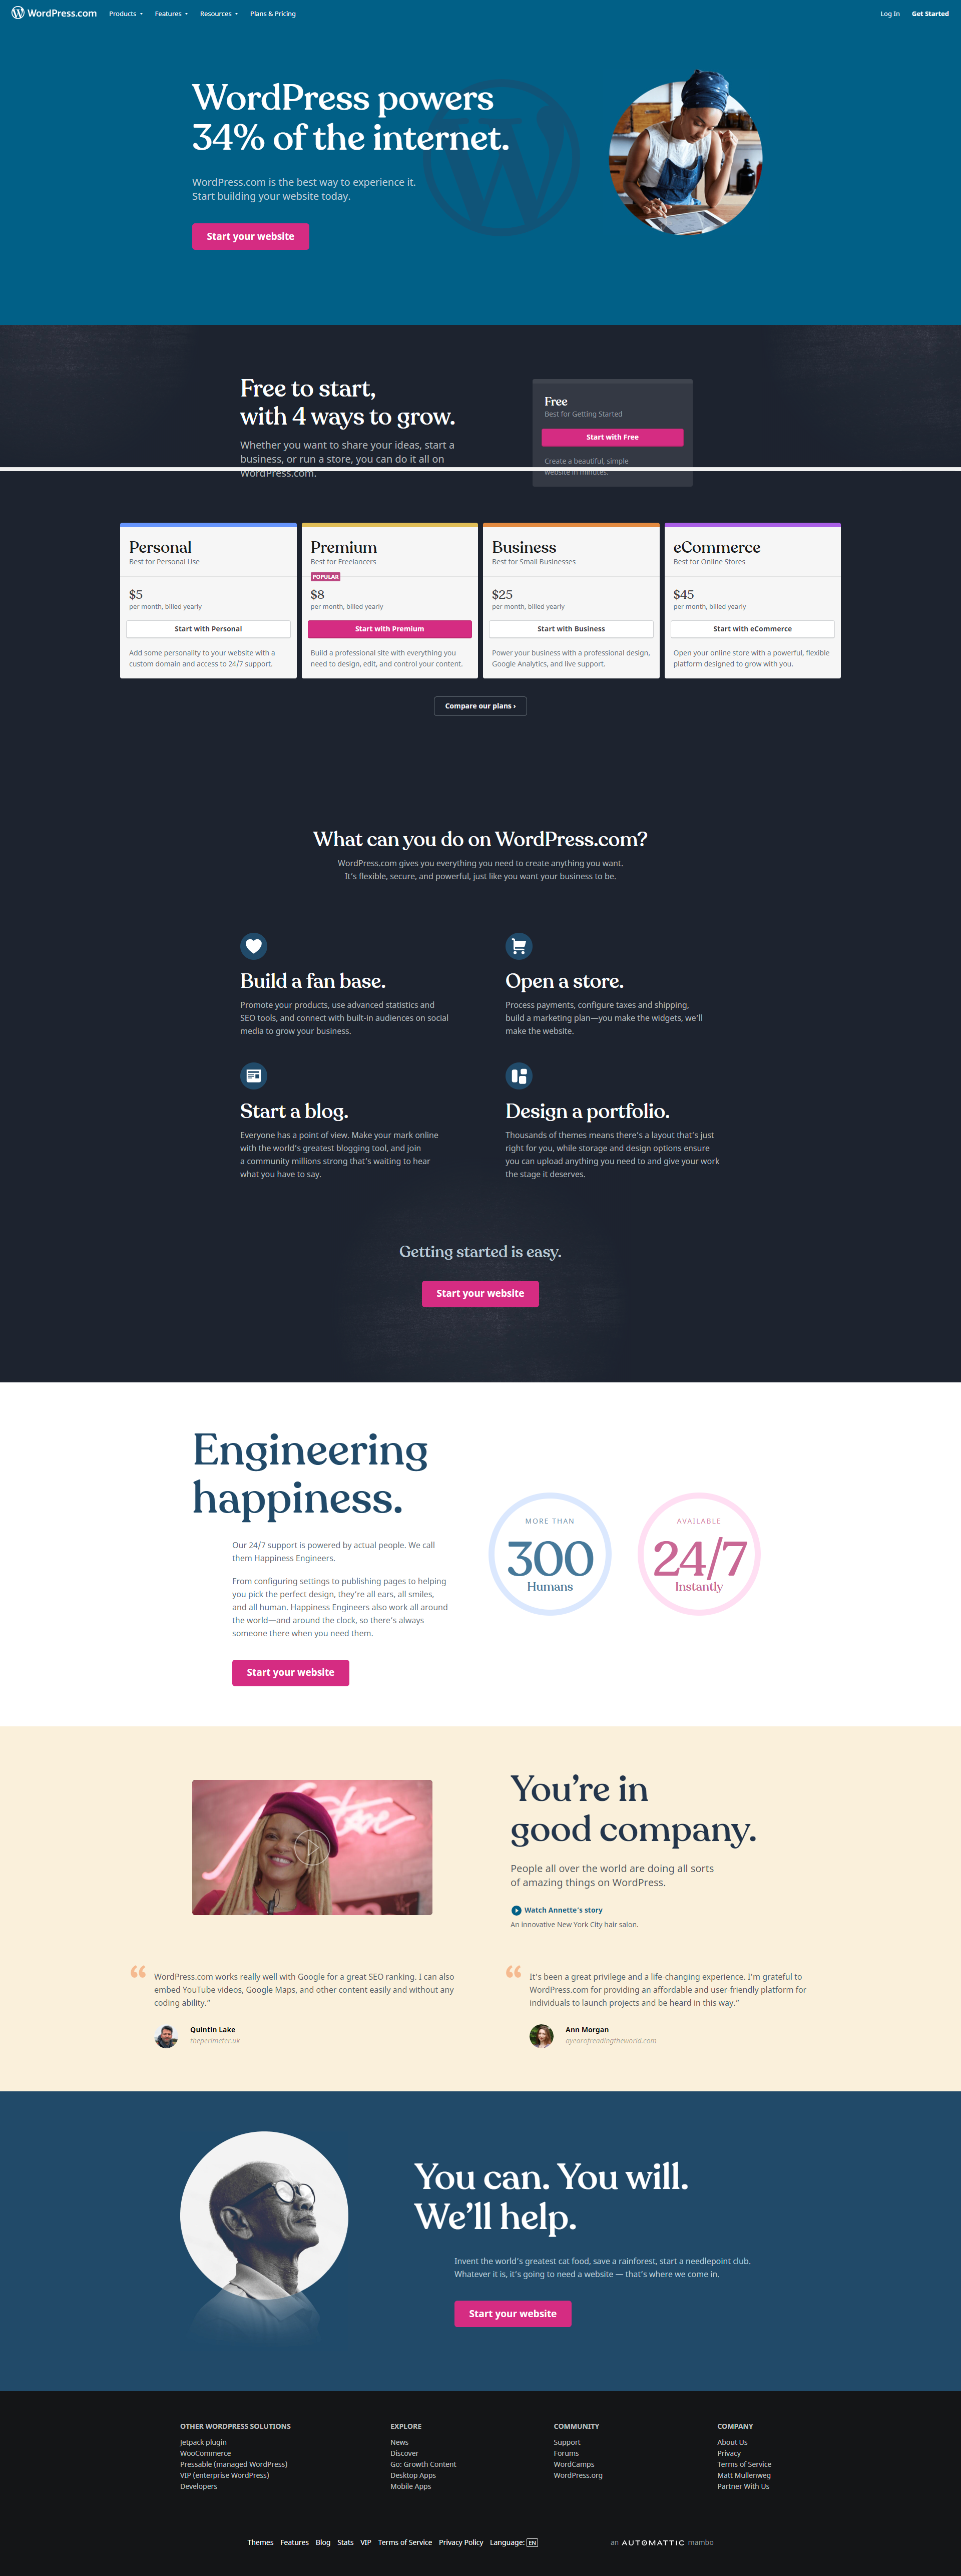 WordPress.com Products Features Resources Plans & Pricing Log In Get Started
WordPress powers
34% of the internet.
WordPress.com is the best way to experience it.
Start building your website today.
Start your website
Free to start,
with 4 ways to grow.
Whether you want to share your ideas, start a
business, or run a store, you can do it all on
WordPress.com.
Free
Best for Getting Started
Start with Free
Create a beautiful, simple
website in minutes.
Personal
Best for Personal Use
$5
per month, billed yearly
Start with Personal
Add some personality to your website with a
custom domain and access to 24/7 support.
Premium
Best for Freelancers
POPULAR
$8
per month, billed yearly
Start with Premium
Build a professional site with everything you
need to design, edit, and control your content.
Business
Best for Small Businesses
$25
per month, billed yearly
Start with Business
Power your business with a professional design,
Google Analytics, and live support.
eCommerce
Best for Online Stores
$45
per month, billed yearly
Start with eCommerce
Open your online store with a powerful, flexible
platform designed to grow with you.
Compare our plans ›
What can you do on WordPress.com?
WordPress.com gives you everything you need to create anything you want.
It's flexible, secure, and powerful, just like you want your business to be.
Build a fan base.
Promote your products, use advanced statistics and
SEO tools, and connect with built-in audiences on social
media to grow your business.
Open a store.
Process payments, configure taxes and shipping,
build a marketing plan—you make the widgets, we'll
make the website.
Start a blog.
Everyone has a point of view. Make your mark online
with the world's greatest blogging tool, and join
a community millions strong that's waiting to hear
what you have to say.
Design a portfolio.
Thousands of themes means there's a layout that's just
right for you, while storage and design options ensure
you can upload anything you need to and give your work
the stage it deserves.
Getting started is easy.
Start your website
Engineering
happiness.
Our 24/7 support is powered by actual people. We call
them Happiness Engineers.
From configuring settings to publishing pages to helping
you pick the perfect design, they're all ears, all smiles,
and all human. Happiness Engineers also work all around
the world—and around the clock, so there's always
someone there when you need them.
Start your website
MORE THAN
300
Humans
AVAILABLE
24/7
Instantly
You're in
good company.
People all over the world are doing all sorts
of amazing things on WordPress.
Watch Annette's story
An innovative New York City hair salon.
“ WordPress.com works really well with Google for a great SEO ranking. I can also
embed YouTube videos, Google Maps, and other content easily and without any
coding ability."
Quintin Lake
theperimeter.uk
“ It's been a great privilege and a life-changing experience. I'm grateful to
WordPress.com for providing an affordable and user-friendly platform for
individuals to launch projects and be heard in this way."
Ann Morgan
ayearofreadingtheworld.com
You can. You will.
We'll help.
Invent the world's greatest cat food, save a rainforest, start a needlepoint club.
Whatever it is, it's going to need a website — that's where we come in.
Start your website
OTHER WORDPRESS SOLUTIONS
Jetpack plugin
WooCommerce
Pressable (managed WordPress)
VIP (enterprise WordPress)
Developers
EXPLORE
News
Discover
Go: Growth Content
Desktop Apps
Mobile Apps
COMMUNITY
Support
Forums
WordCamps
WordPress.org
COMPANY
About Us
Privacy
Terms of Service
Matt Mullenweg
Partner With Us
Themes Features Blog Stats VIP Terms of Service Privacy Policy Language: EN
an AUTOMATTIC mambo